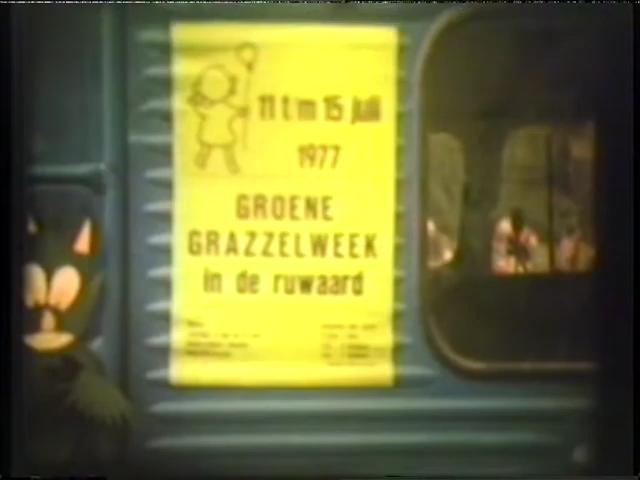 11 t/m 15 juli
1977
GROENE
GRAZZELWEEK
in de ruwaard